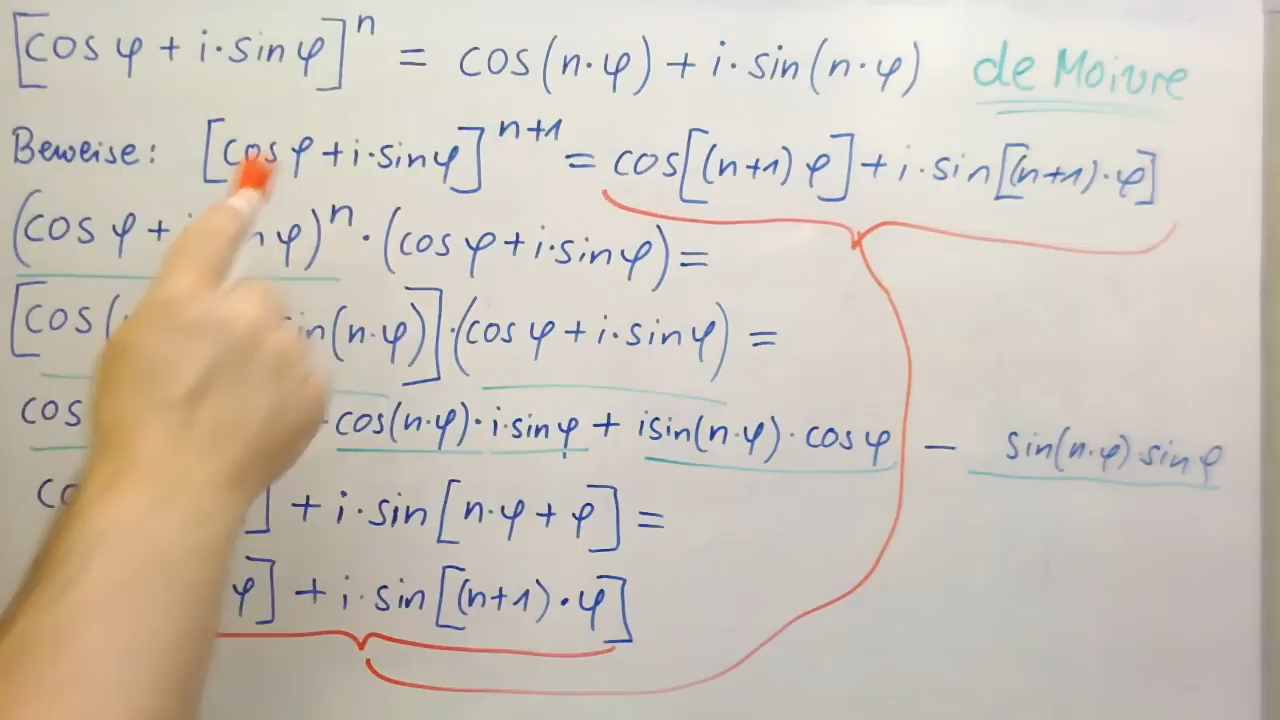 [cos φ + i·sin φ]ⁿ = cos(n·φ) + i·sin(n·φ) de Moivre
Beweise: [cos φ + i·sin φ]ⁿ⁺¹ = cos[(n+1) φ] + i·sin[(n+1)·φ]
(cos φ + φ)ⁿ · (cos φ + i·sin φ) =
[cos( in(n·φ)]·(cos φ + i·sin φ) =
cos cos(n·φ)·i·sin φ + isin(n·φ)·cos φ − sin(n·φ)·sin φ
co ] + i·sin[n·φ + φ] =
φ] + i·sin[(n+1)·φ]